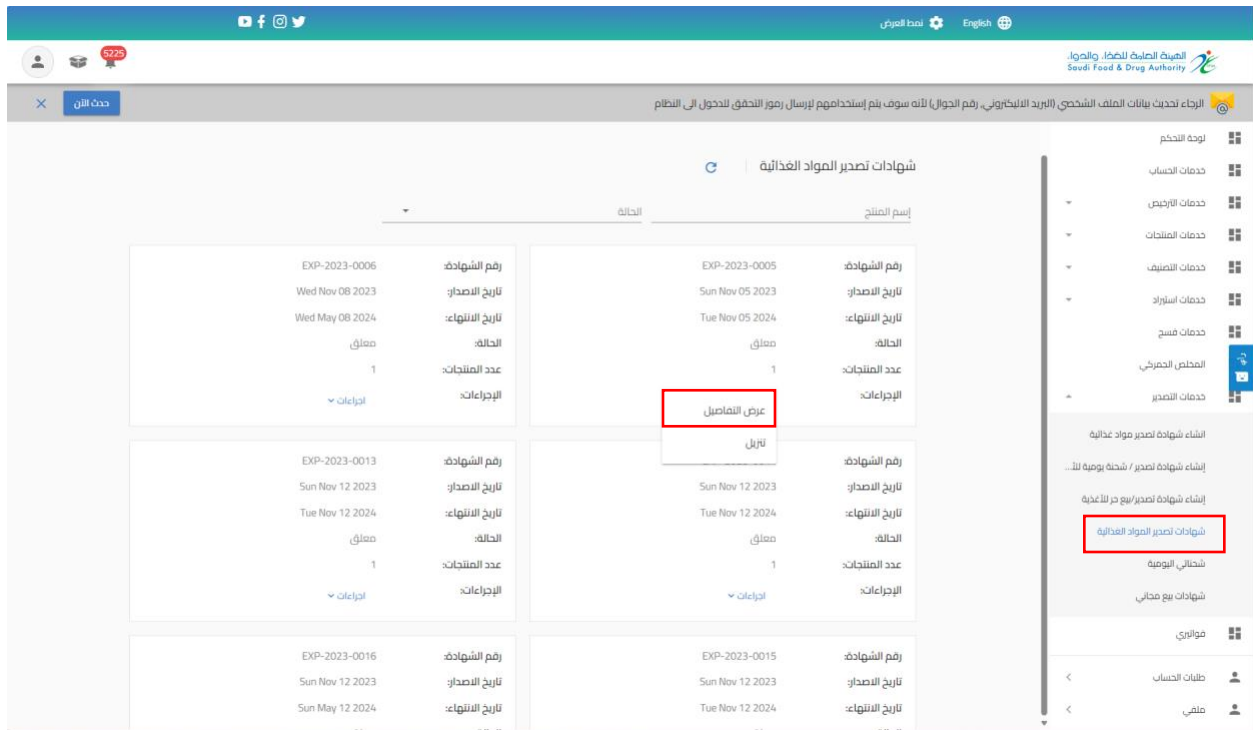 English
نمط العرض
الهيئة العامة للغذاء والدواء
Saudi Food & Drug Authority
5225
الرجاء تحديث بيانات الملف الشخصي (البريد الاليكتروني, رقم الجوال) لأنه سوف يتم إستخدامهم لإرسال رموز التحقق للدخول الى النظام
حدث الآن
لوحة التحكم
خدمات الحساب
خدمات الترخيص
خدمات المنتجات
خدمات التصنيف
خدمات استيراد
خدمات فسح
المخلص الجمركي
خدمات التصدير
انشاء شهادة تصدير مواد غذائية
إنشاء شهادة تصدير / شحنة يومية للأ...
إنشاء شهادة تصدير/بيع حر للأغذية
شهادات تصدير المواد الغذائية
شحناتي اليومية
شهادات بيع مجاني
فواتيري
طلبات الحساب
ملفي
شهادات تصدير المواد الغذائية
إسم المنتج
الحالة
رقم الشهادة: EXP-2023-0005
تاريخ الاصدار: Sun Nov 05 2023
تاريخ الانتهاء: Tue Nov 05 2024
الحالة: معلق
عدد المنتجات: 1
الإجراءات:
عرض التفاصيل
تنزيل
رقم الشهادة: EXP-2023-0006
تاريخ الاصدار: Wed Nov 08 2023
تاريخ الانتهاء: Wed May 08 2024
الحالة: معلق
عدد المنتجات: 1
الإجراءات: اجراءات
رقم الشهادة:
تاريخ الاصدار: Sun Nov 12 2023
تاريخ الانتهاء: Tue Nov 12 2024
الحالة: معلق
عدد المنتجات: 1
الإجراءات: اجراءات
رقم الشهادة: EXP-2023-0013
تاريخ الاصدار: Sun Nov 12 2023
تاريخ الانتهاء: Tue Nov 12 2024
الحالة: معلق
عدد المنتجات: 1
الإجراءات: اجراءات
رقم الشهادة: EXP-2023-0015
تاريخ الاصدار: Sun Nov 12 2023
تاريخ الانتهاء: Tue Nov 12 2024
رقم الشهادة: EXP-2023-0016
تاريخ الاصدار: Sun Nov 12 2023
تاريخ الانتهاء: Sun May 12 2024